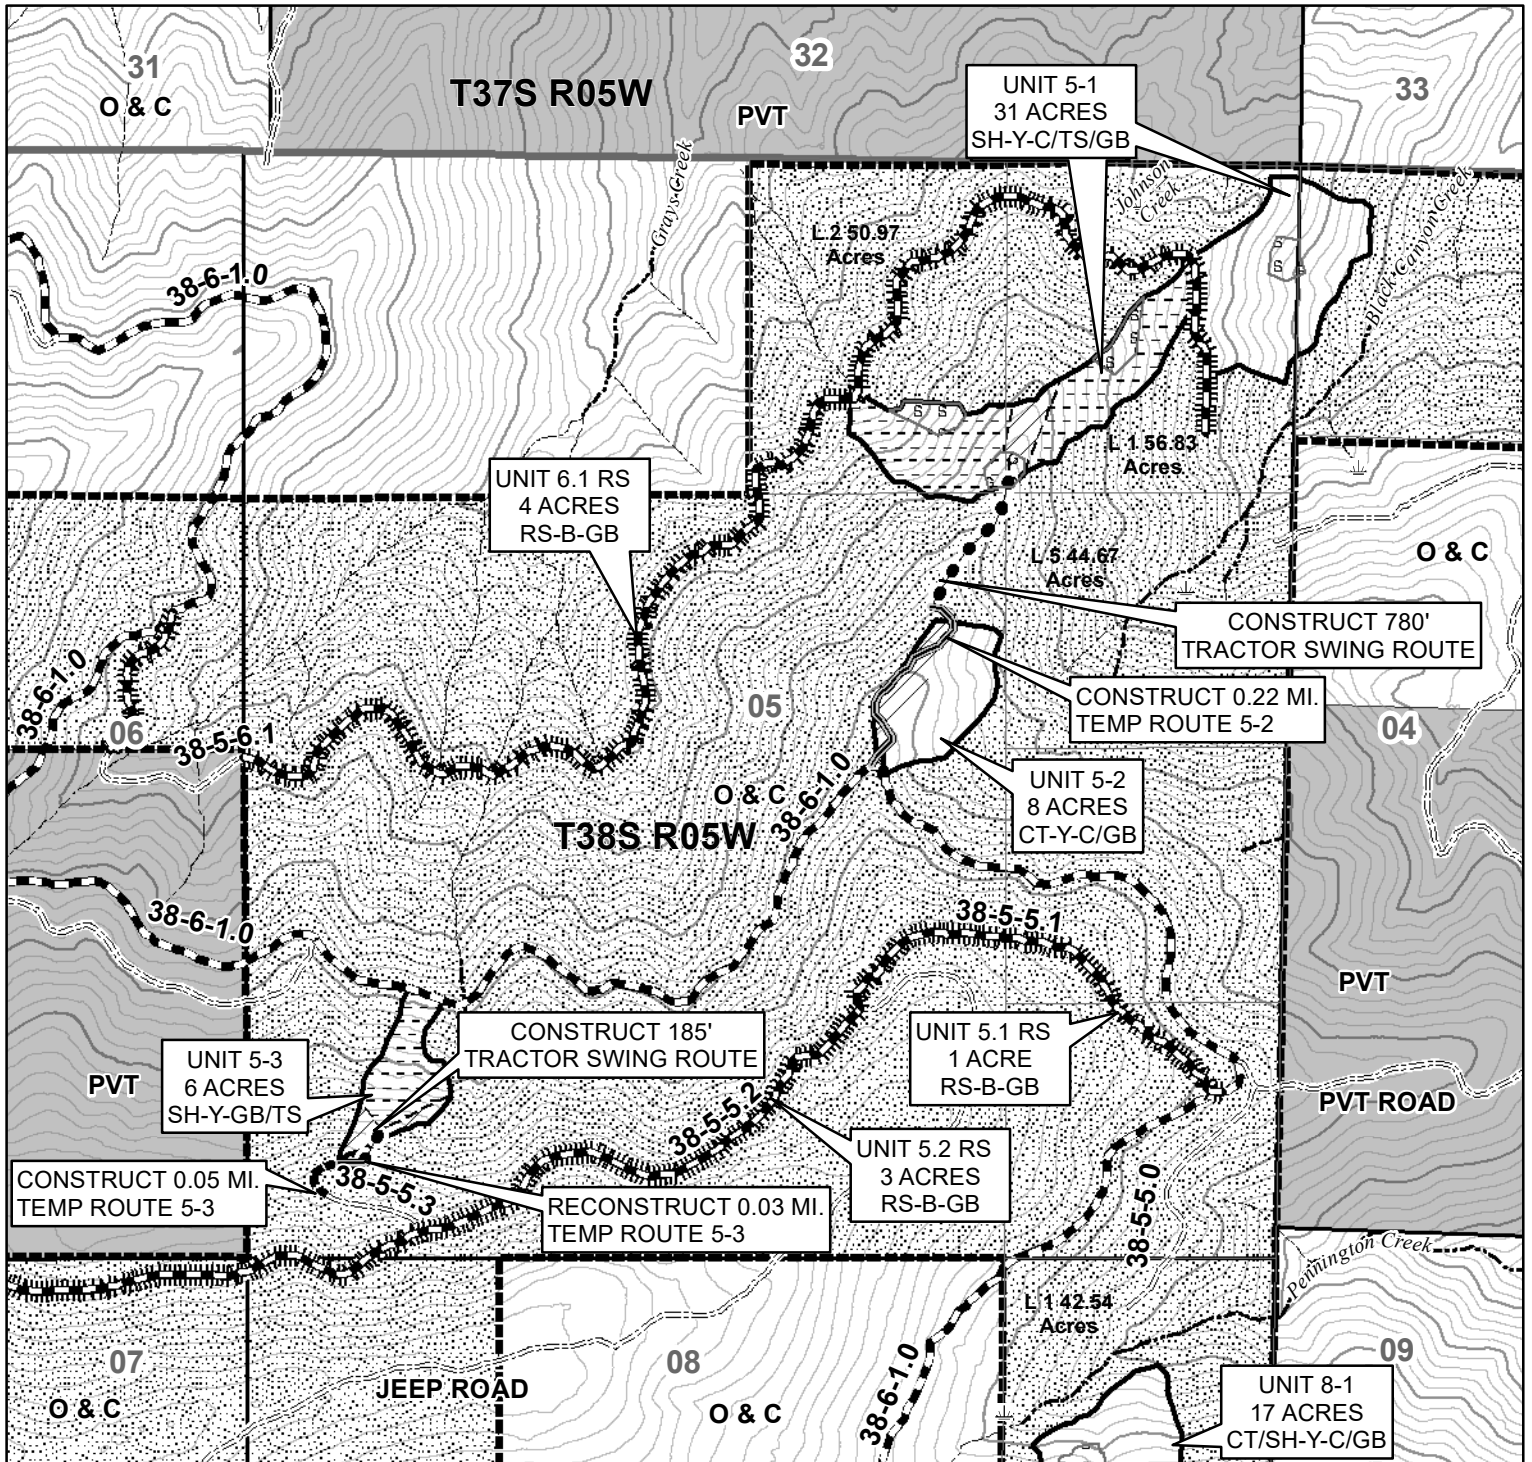 31
O & C
T37S R05W
32
PVT
33
UNIT 5-1
31 ACRES
SH-Y-C/TS/GB
Grays Creek
Johnson
Creek
Black Canyon Creek
L 2 50.97
Acres
38-6-1.0
L 1 56.83
Acres
UNIT 6.1 RS
4 ACRES
RS-B-GB
S
S
S
S
S
S
S
L 5 44.67
Acres
O & C
CONSTRUCT 780'
TRACTOR SWING ROUTE
38-6-1.0
06
38-5-6.1
05
CONSTRUCT 0.22 MI.
TEMP ROUTE 5-2
04
UNIT 5-2
8 ACRES
CT-Y-C/GB
O & C
38-6-1.0
T38S R05W
38-6-1.0
38-5-5.1
PVT
CONSTRUCT 185'
TRACTOR SWING ROUTE
UNIT 5.1 RS
1 ACRE
RS-B-GB
UNIT 5-3
6 ACRES
SH-Y-GB/TS
PVT
PVT ROAD
38-5-5.2
UNIT 5.2 RS
3 ACRES
RS-B-GB
CONSTRUCT 0.05 MI.
TEMP ROUTE 5-3
38-5-5.3
RECONSTRUCT 0.03 MI.
TEMP ROUTE 5-3
38-5-5.0
Pennington Creek
L 1 42.54
Acres
07
O & C
JEEP ROAD
08
O & C
38-6-1.0
09
UNIT 8-1
17 ACRES
CT/SH-Y-C/GB